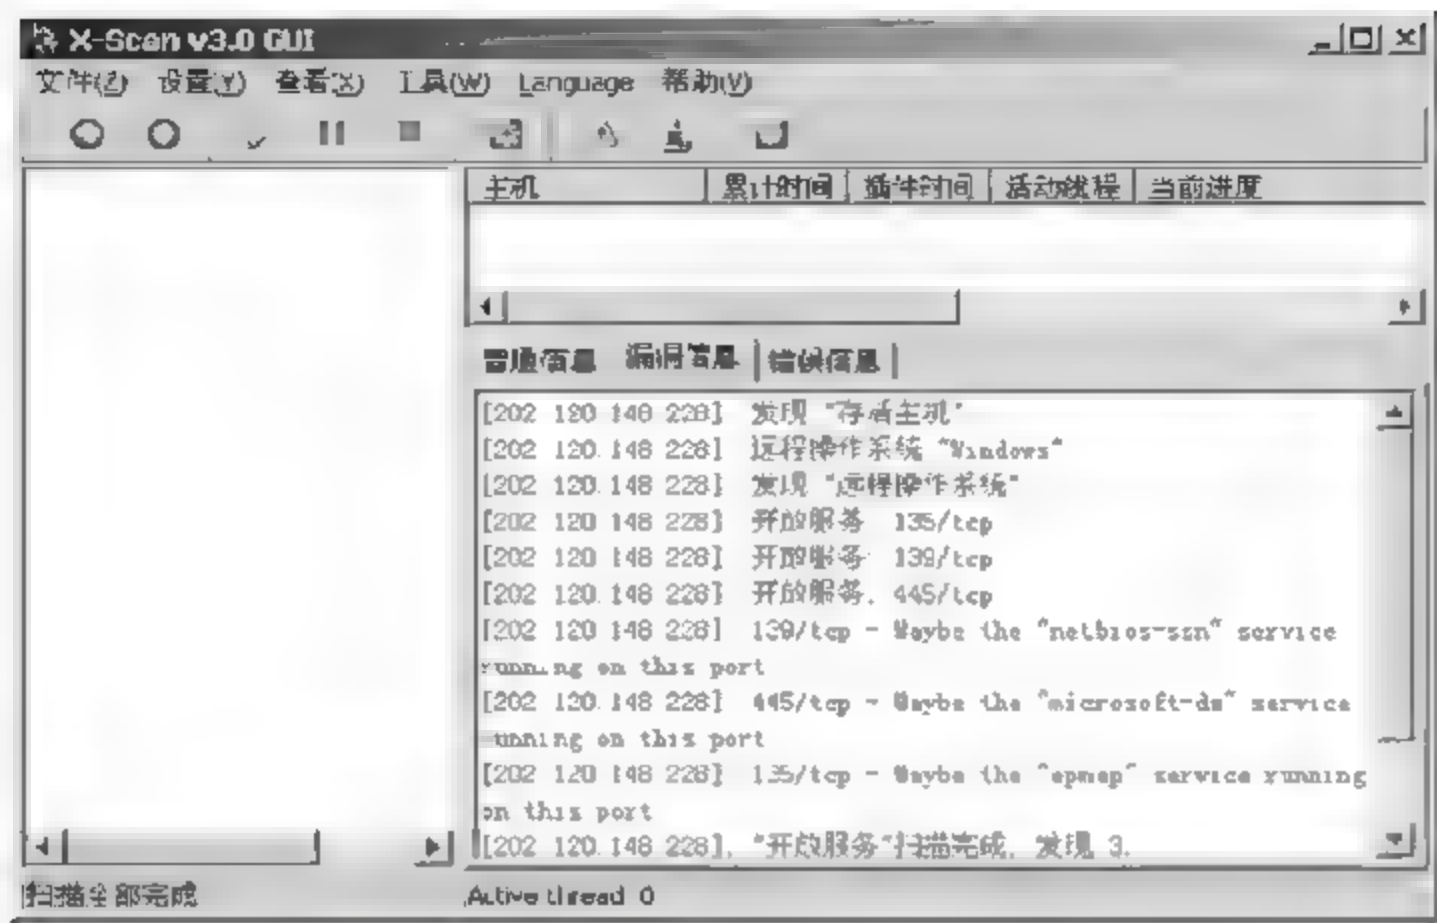 X-Scan v3.0 GUI
文件(Z) 设置(Y) 查看(X) 工具(W) Language 帮助(V)
主机 累计时间 插件时间 活动线程 当前进度
普通信息 漏洞信息 错误信息
[202.120.148.228] 发现 "存活主机"
[202.120.148.228] 远程操作系统 "Windows"
[202.120.148.228] 发现 "远程操作系统"
[202.120.148.228] 开放服务: 135/tcp
[202.120.148.228] 开放服务: 139/tcp
[202.120.148.228] 开放服务: 445/tcp
[202.120.148.228] 139/tcp - Maybe the "netbios-ssn" service
running on this port
[202.120.148.228] 445/tcp - Maybe the "microsoft-ds" service
running on this port
[202.120.148.228] 135/tcp - Maybe the "epmap" service running
on this port
[202.120.148.228], "开放服务"扫描完成, 发现 3.
扫描全部完成 Active thread 0